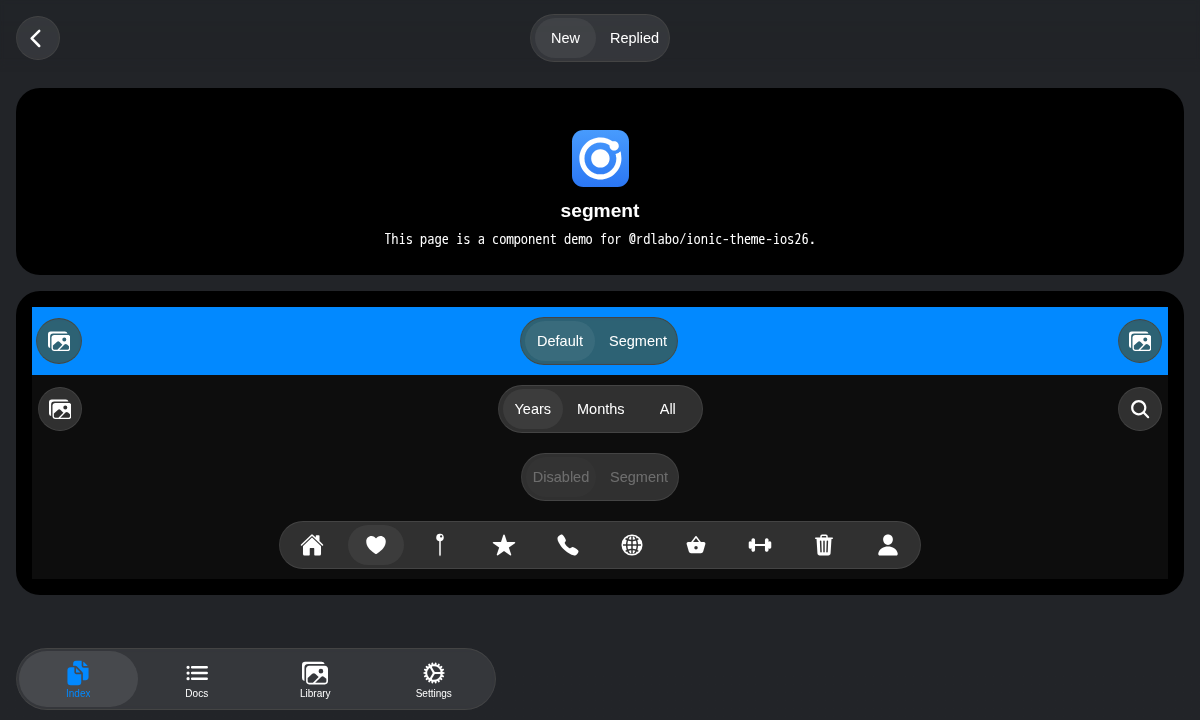 New Replied
segment
This page is a component demo for @rdlabo/ionic-theme-ios26.
Default Segment
Years Months All
Disabled Segment
Index Docs Library Settings